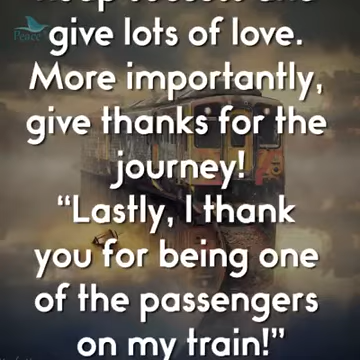 give lots of love.
More importantly,
give thanks for the
journey!
“Lastly, I thank
you for being one
of the passengers
on my train!”
Peace